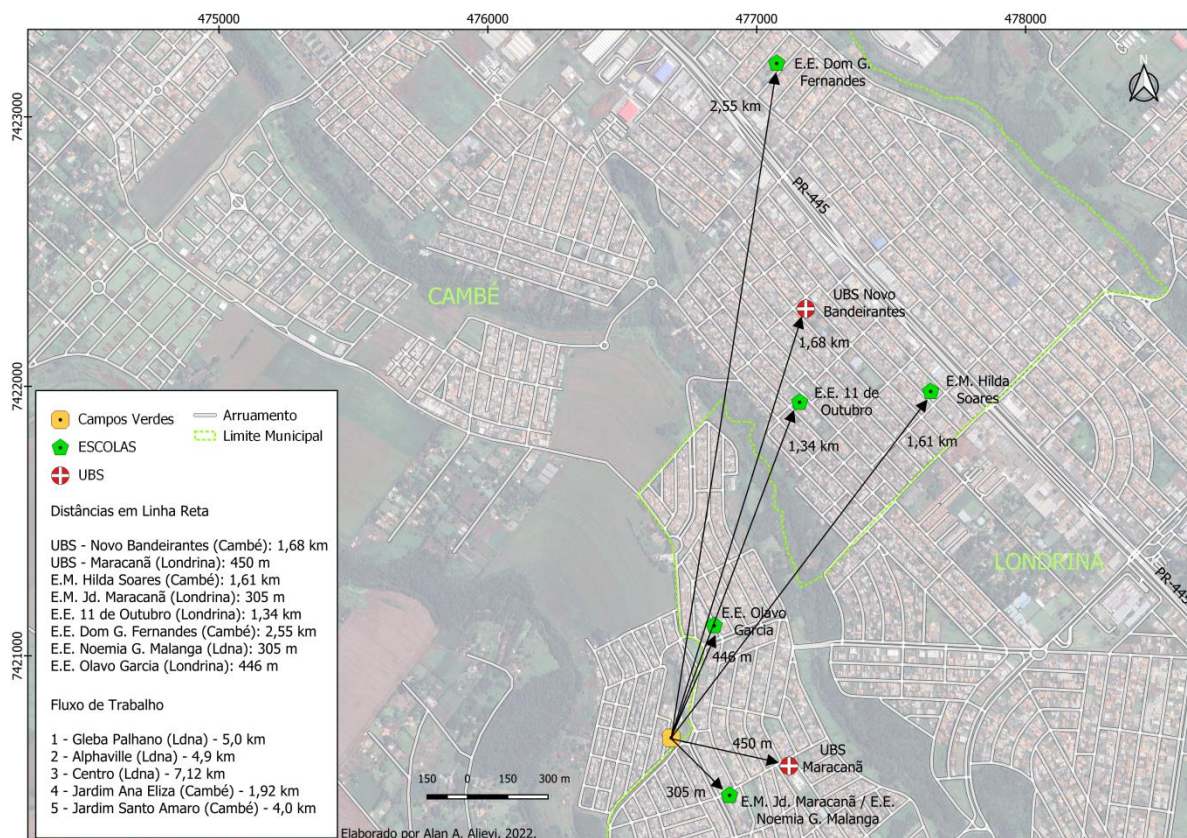 475000
476000
477000
478000
7423000
7422000
7421000
N
E.E. Dom G.
Fernandes
2,55 km
PR-445
CAMBÉ
UBS Novo
Bandeirantes
1,68 km
E.M. Hilda
Soares
E.E. 11 de
Outubro
1,34 km
1,61 km
LONDRINA
PR-445
E.E. Olavo
Garcia
446 m
450 m
UBS
Maracanã
305 m
E.M. Jd. Maracanã / E.E.
Noemia G. Malanga
Campos Verdes
ESCOLAS
UBS
Arruamento
Limite Municipal
Distâncias em Linha Reta
UBS - Novo Bandeirantes (Cambé): 1,68 km
UBS - Maracanã (Londrina): 450 m
E.M. Hilda Soares (Cambé): 1,61 km
E.M. Jd. Maracanã (Londrina): 305 m
E.E. 11 de Outubro (Londrina): 1,34 km
E.E. Dom G. Fernandes (Cambé): 2,55 km
E.E. Noemia G. Malanga (Ldna): 305 m
E.E. Olavo Garcia (Londrina): 446 m
Fluxo de Trabalho
1 - Gleba Palhano (Ldna) - 5,0 km
2 - Alphaville (Ldna) - 4,9 km
3 - Centro (Ldna) - 7,12 km
4 - Jardim Ana Eliza (Cambé) - 1,92 km
5 - Jardim Santo Amaro (Cambé) - 4,0 km
150 0 150 300 m
Elaborado por Alan A. Alievi, 2022.